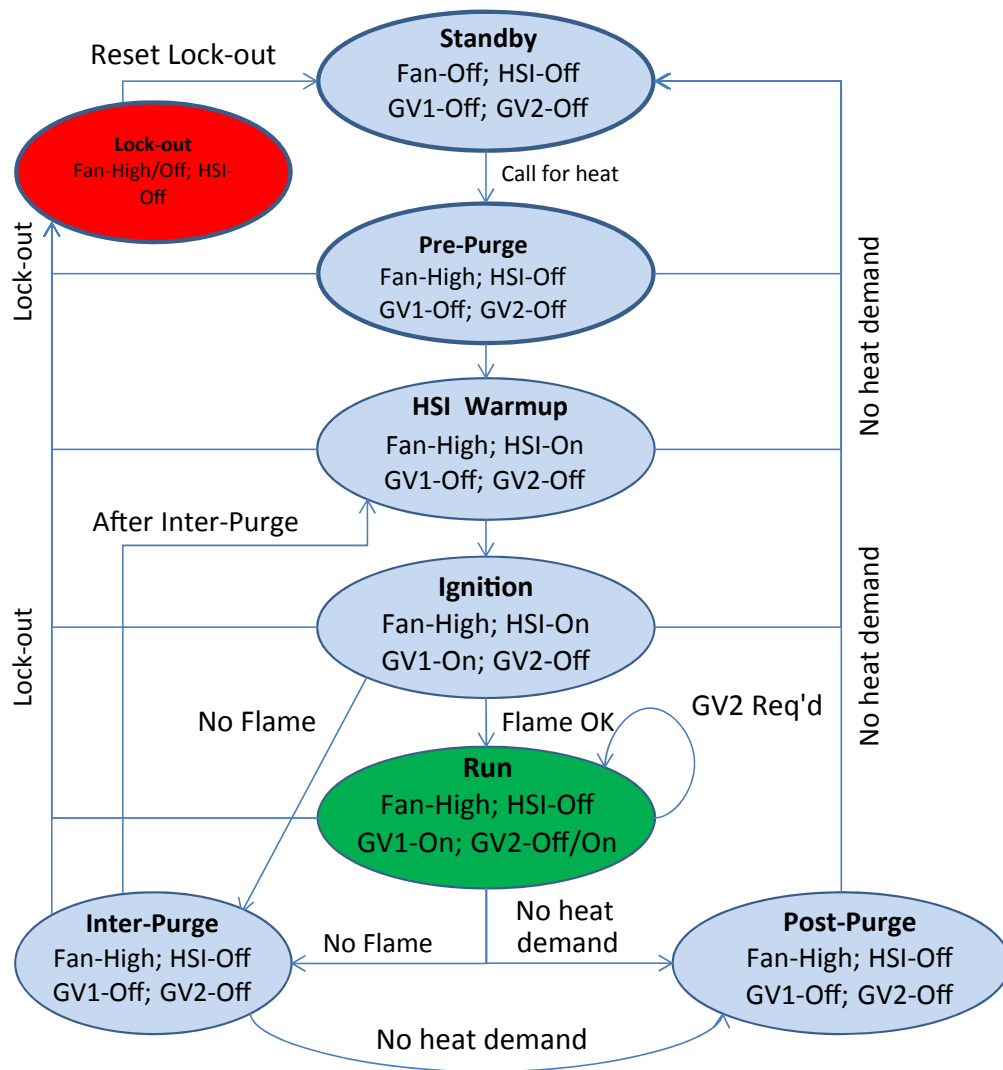 Standby
Fan-Off; HSI-Off
GV1-Off; GV2-Off
Reset Lock-out
Lock-out
Fan-High/Off; HSI-
Off
Call for heat
Lock-out
Pre-Purge
Fan-High; HSI-Off
GV1-Off; GV2-Off
No heat demand
HSI Warmup
Fan-High; HSI-On
GV1-Off; GV2-Off
After Inter-Purge
Ignition
Fan-High; HSI-On
GV1-On; GV2-Off
Lock-out
No heat demand
No Flame
Flame OK
GV2 Req'd
Run
Fan-High; HSI-Off
GV1-On; GV2-Off/On
Inter-Purge
Fan-High; HSI-Off
GV1-Off; GV2-Off
No Flame
No heat
demand
Post-Purge
Fan-High; HSI-Off
GV1-Off; GV2-Off
No heat demand